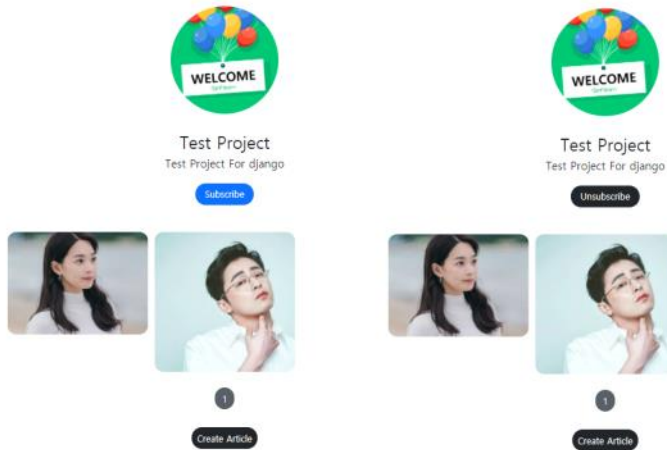 WELCOME
Test Project
Test Project For django
Subscribe
1
Create Article
WELCOME
Test Project
Test Project For django
Unsubscribe
1
Create Article